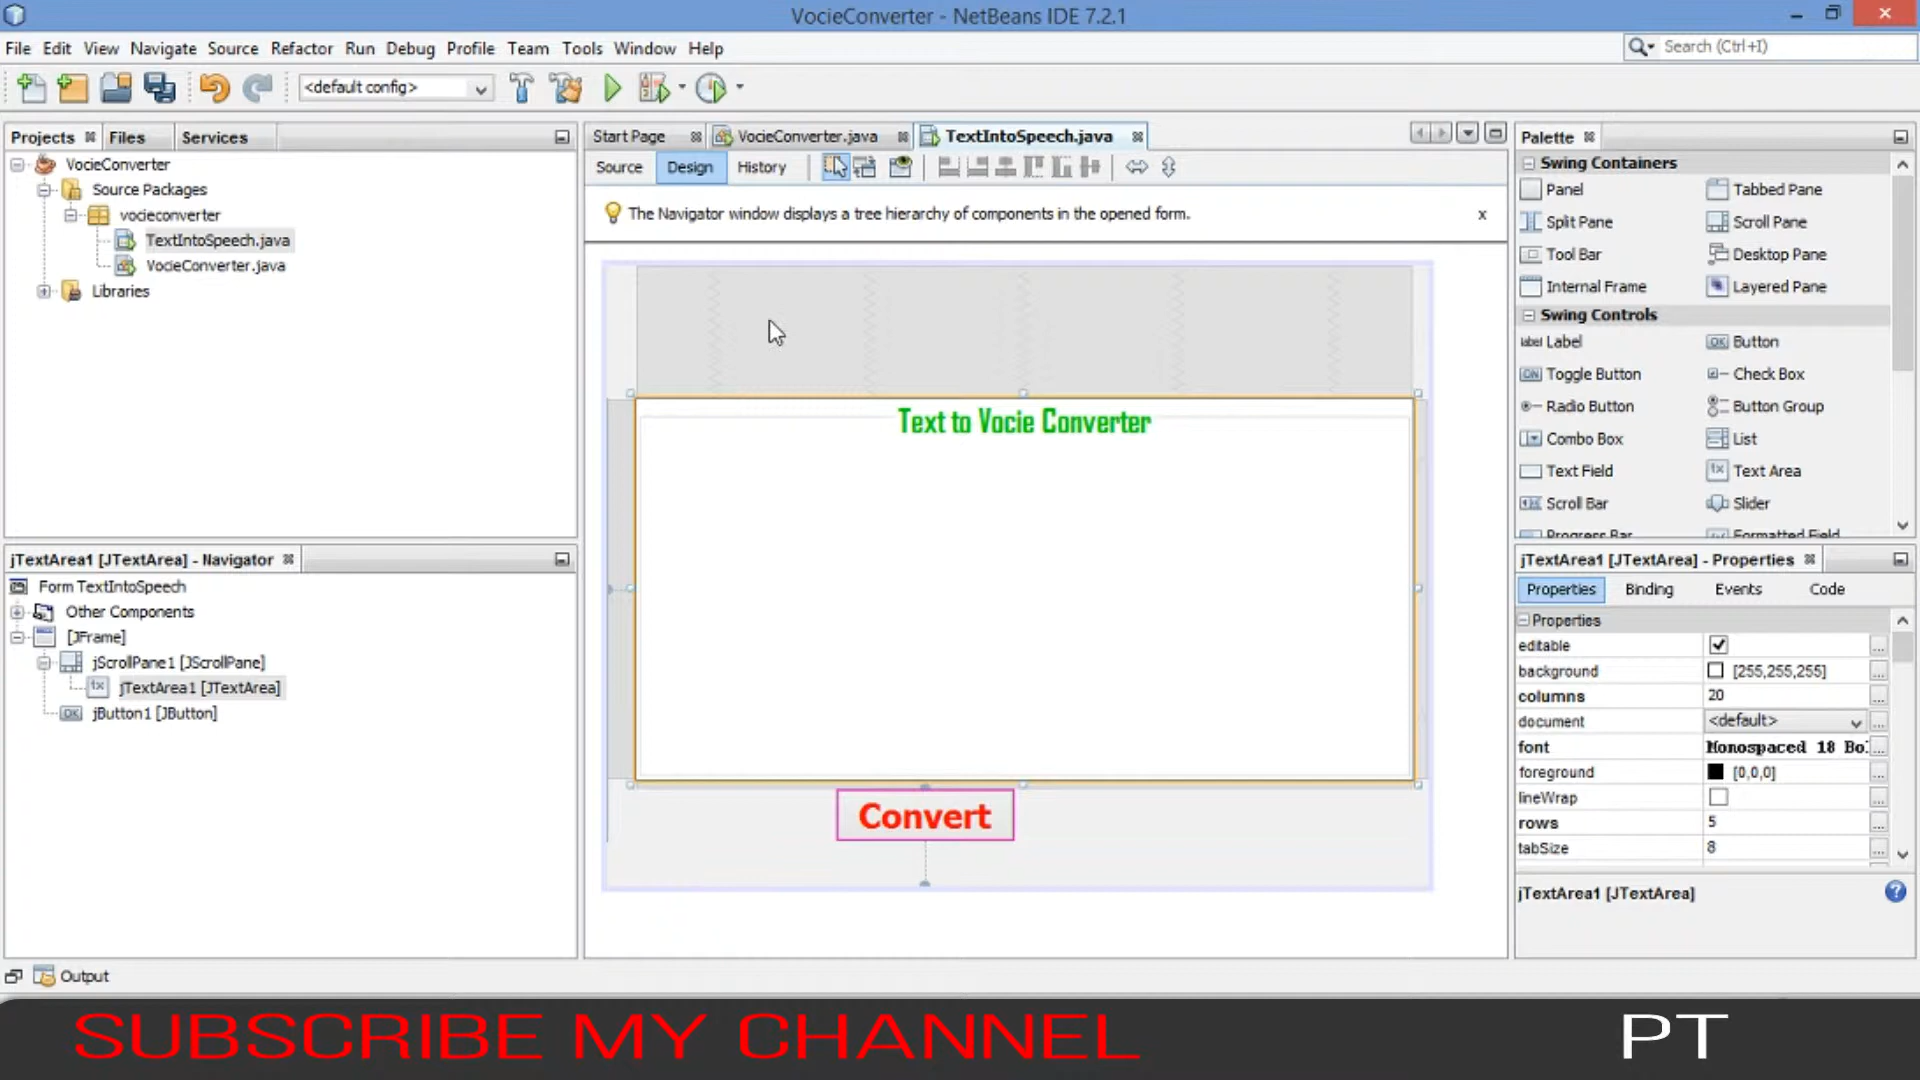 VocieConverter - NetBeans IDE 7.2.1
File Edit View Navigate Source Refactor Run Debug Profile Team Tools Window Help
Search (Ctrl+I)
<default config>
Projects Files Services
VocieConverter
Source Packages
vocieconverter
TextIntoSpeech.java
VocieConverter.java
Libraries
jTextArea1 [JTextArea] - Navigator
Form TextIntoSpeech
Other Components
[JFrame]
jScrollPane1 [JScrollPane]
jTextArea1 [JTextArea]
OK jButton1 [JButton]
Output
Start Page VocieConverter.java TextIntoSpeech.java
Source Design History
The Navigator window displays a tree hierarchy of components in the opened form. x
Text to Vocie Converter
Convert
Palette
Swing Containers
Panel Tabbed Pane
Split Pane Scroll Pane
Tool Bar Desktop Pane
Internal Frame Layered Pane
Swing Controls
label Label OK Button
ON Toggle Button Check Box
Radio Button Button Group
Combo Box List
Text Field Text Area
Scroll Bar Slider
Progress Bar Formatted Field
jTextArea1 [JTextArea] - Properties
Properties Binding Events Code
Properties
editable
background [255,255,255]
columns 20
document <default>
font Monospaced 18 Bo
foreground [0,0,0]
lineWrap
rows 5
tabSize 8
jTextArea1 [JTextArea]
SUBSCRIBE MY CHANNEL PT